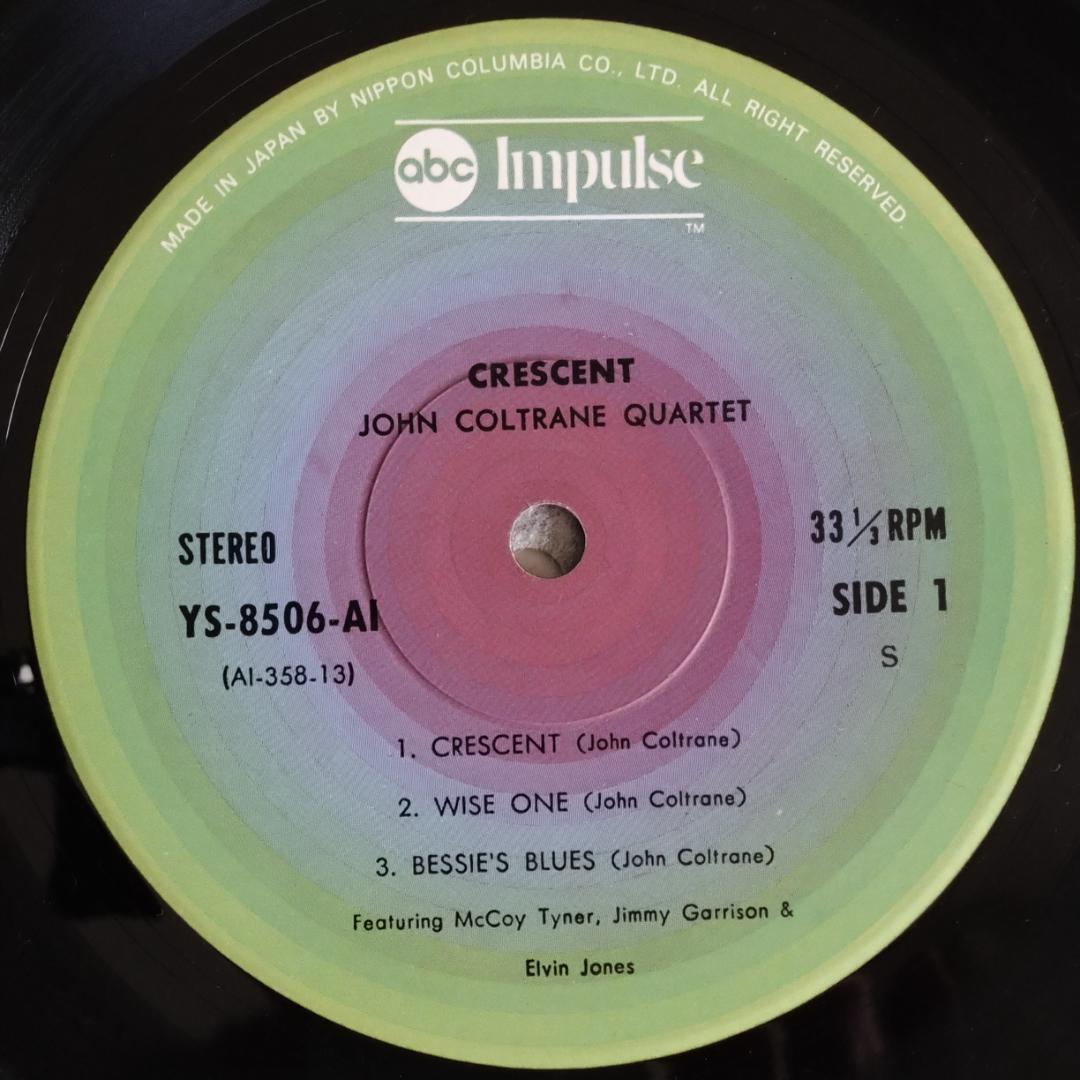 MADE IN JAPAN BY NIPPON COLUMBIA CO., LTD. ALL RIGHT RESERVED.
abc Impulse
TM
CRESCENT
JOHN COLTRANE QUARTET
STEREO
33 1/3 RPM
YS-8506-AI
SIDE 1
(AI-358-13)
S
1. CRESCENT (John Coltrane)
2. WISE ONE (John Coltrane)
3. BESSIE'S BLUES (John Coltrane)
Featuring McCoy Tyner, Jimmy Garrison &
Elvin Jones